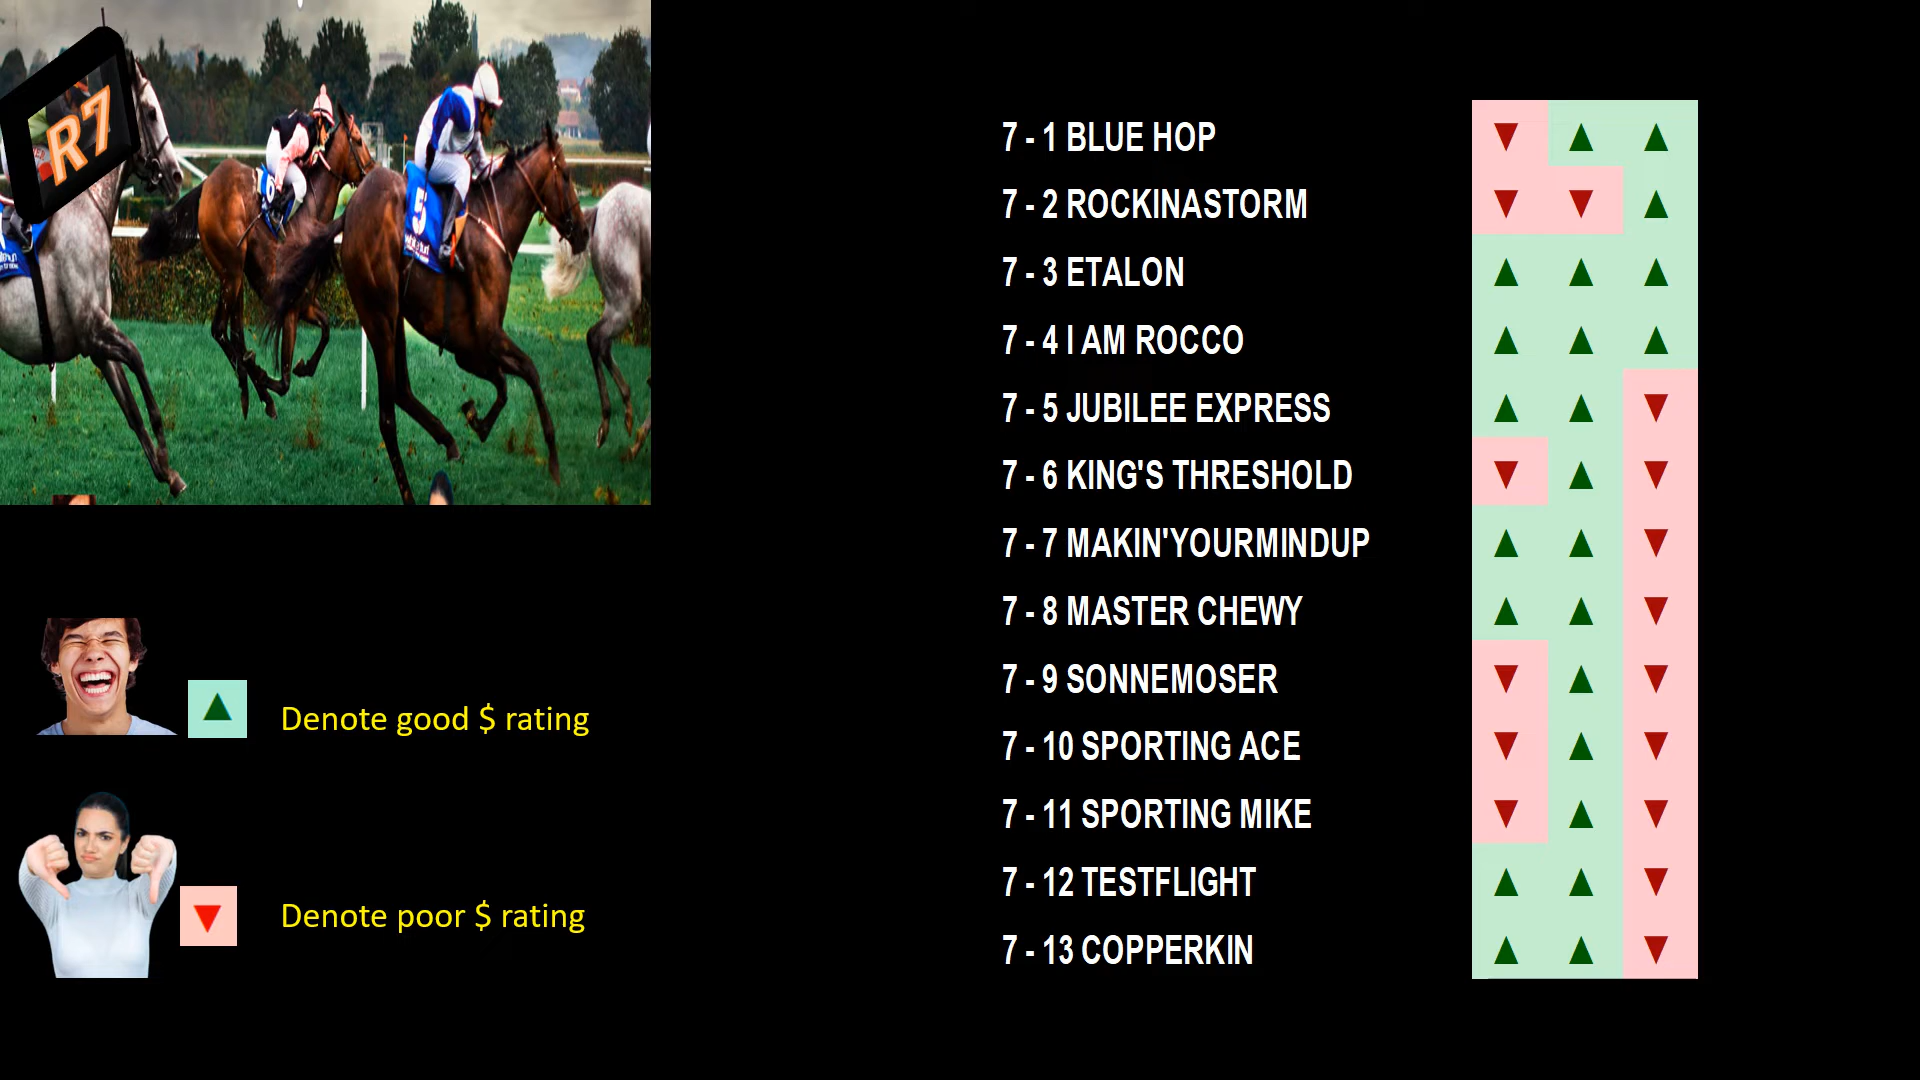 R7
5
6
7 - 1 BLUE HOP
7 - 2 ROCKINASTORM
7 - 3 ETALON
7 - 4 I AM ROCCO
7 - 5 JUBILEE EXPRESS
7 - 6 KING'S THRESHOLD
7 - 7 MAKIN'YOURMINDUP
7 - 8 MASTER CHEWY
7 - 9 SONNEMOSER
7 - 10 SPORTING ACE
7 - 11 SPORTING MIKE
7 - 12 TESTFLIGHT
7 - 13 COPPERKIN
Denote good $ rating
Denote poor $ rating